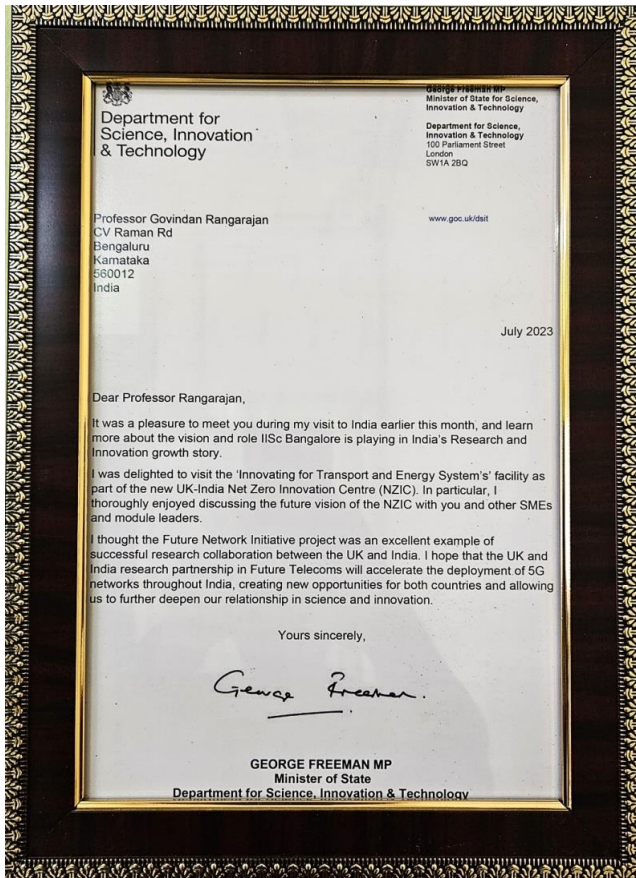 Department for
Science, Innovation
& Technology
George Freeman MP
Minister of State for Science,
Innovation & Technology
Department for Science,
Innovation & Technology
100 Parliament Street
London
SW1A 2BQ
www.goc.uk/dsit
Professor Govindan Rangarajan
CV Raman Rd
Bengaluru
Karnataka
560012
India
July 2023
Dear Professor Rangarajan,
It was a pleasure to meet you during my visit to India earlier this month, and learn
more about the vision and role IISc Bangalore is playing in India's Research and
Innovation growth story.
I was delighted to visit the 'Innovating for Transport and Energy System's' facility as
part of the new UK-India Net Zero Innovation Centre (NZIC). In particular, I
thoroughly enjoyed discussing the future vision of the NZIC with you and other SMEs
and module leaders.
I thought the Future Network Initiative project was an excellent example of
successful research collaboration between the UK and India. I hope that the UK and
India research partnership in Future Telecoms will accelerate the deployment of 5G
networks throughout India, creating new opportunities for both countries and allowing
us to further deepen our relationship in science and innovation.
Yours sincerely,
George Freeman.
GEORGE FREEMAN MP
Minister of State
Department for Science, Innovation & Technology